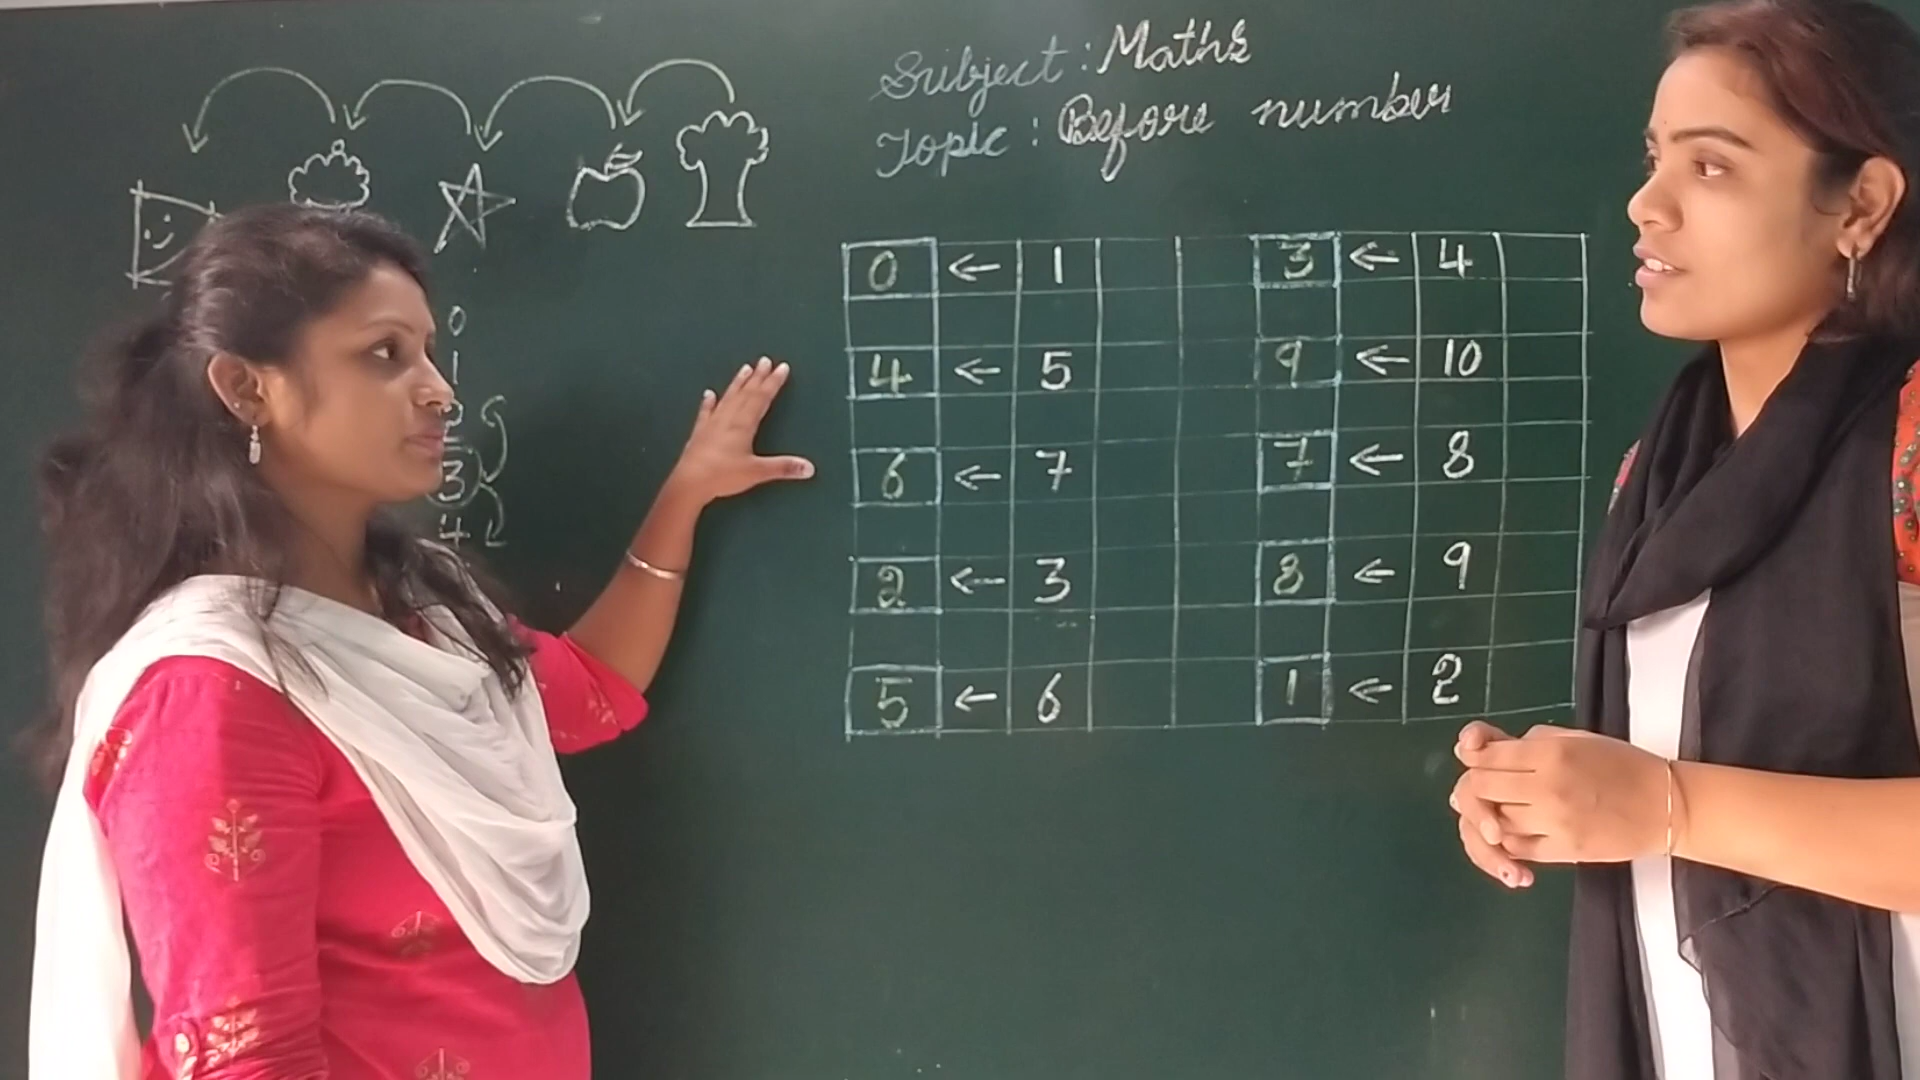 Subject : Maths
Topic : Before number
0
1
2
3
4
0 ← 1 3 ← 4
4 ← 5 9 ← 10
6 ← 7 7 ← 8
2 ← 3 8 ← 9
5 ← 6 1 ← 2